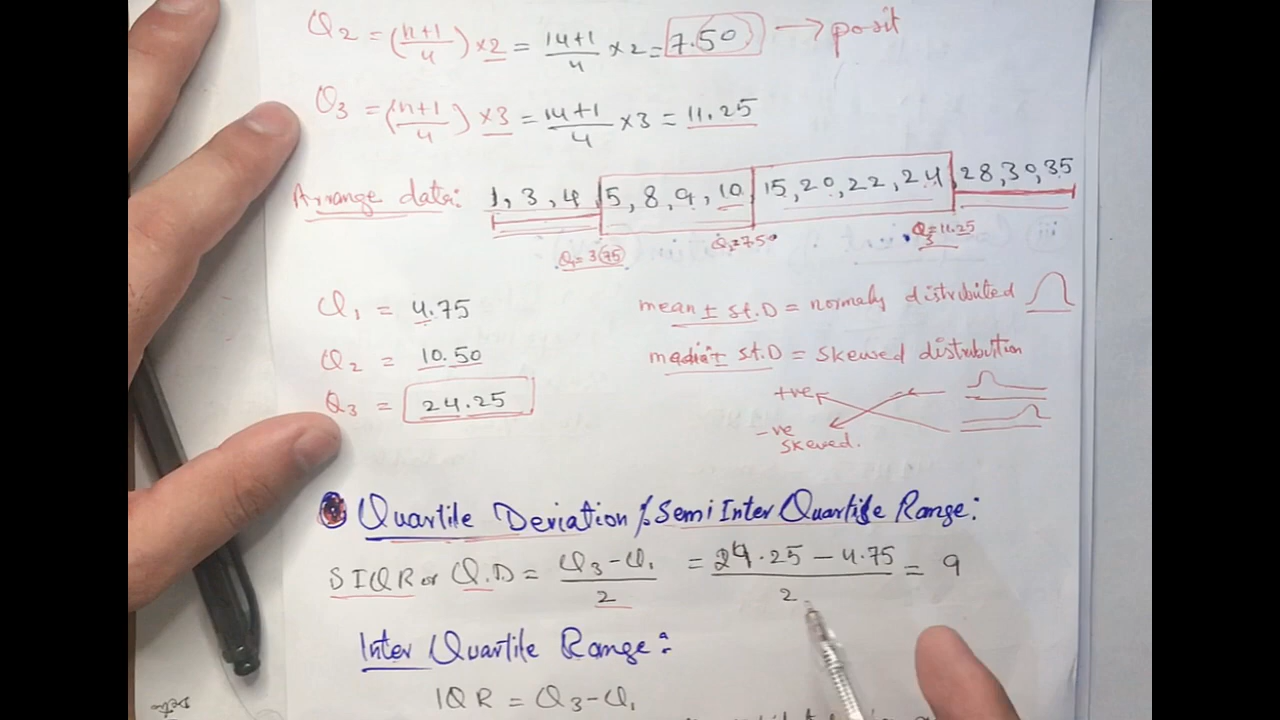 Q2 = (n+1/4) ×2 = 14+1/4 ×2 = 7.50 → posit
Q3 = (n+1/4) ×3 = 14+1/4 ×3 = 11.25
Arrange data: 1, 3, 4, 5, 8, 9, 10, 15, 20, 22, 24, 28, 30, 35
Q1 = 3.75 Q2=7.50 Q3=11.25
Q1 = 4.75
mean ± St.D = normaly distributed
Q2 = 10.50
± St.D = Skewed distribution
Q3 = 24.25
+ve
-ve
Skewed.
Quartile Deviation /. Semi Inter Quartile Range:
SIQR or Q.D = Q3-Q1/2 = 24.25 - 4.75/2 = 9
Inter Quartile Range:
IQR = Q3-Q1